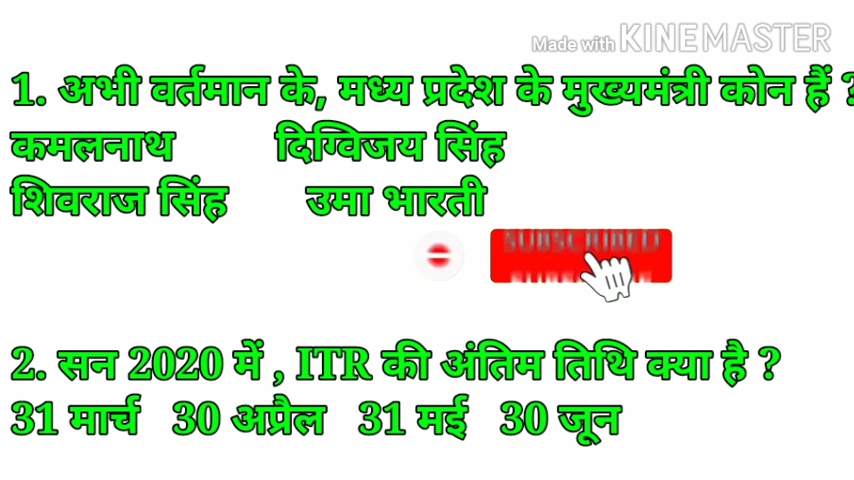 Made with KINEMASTER
1. अभी वर्तमान के, मध्य प्रदेश के मुख्यमंत्री कोन हैं ?
कमलनाथ दिग्विजय सिंह
शिवराज सिंह उमा भारती
SUBSCRIBED
2. सन 2020 में , ITR की अंतिम तिथि क्या है ?
31 मार्च 30 अप्रैल 31 मई 30 जून